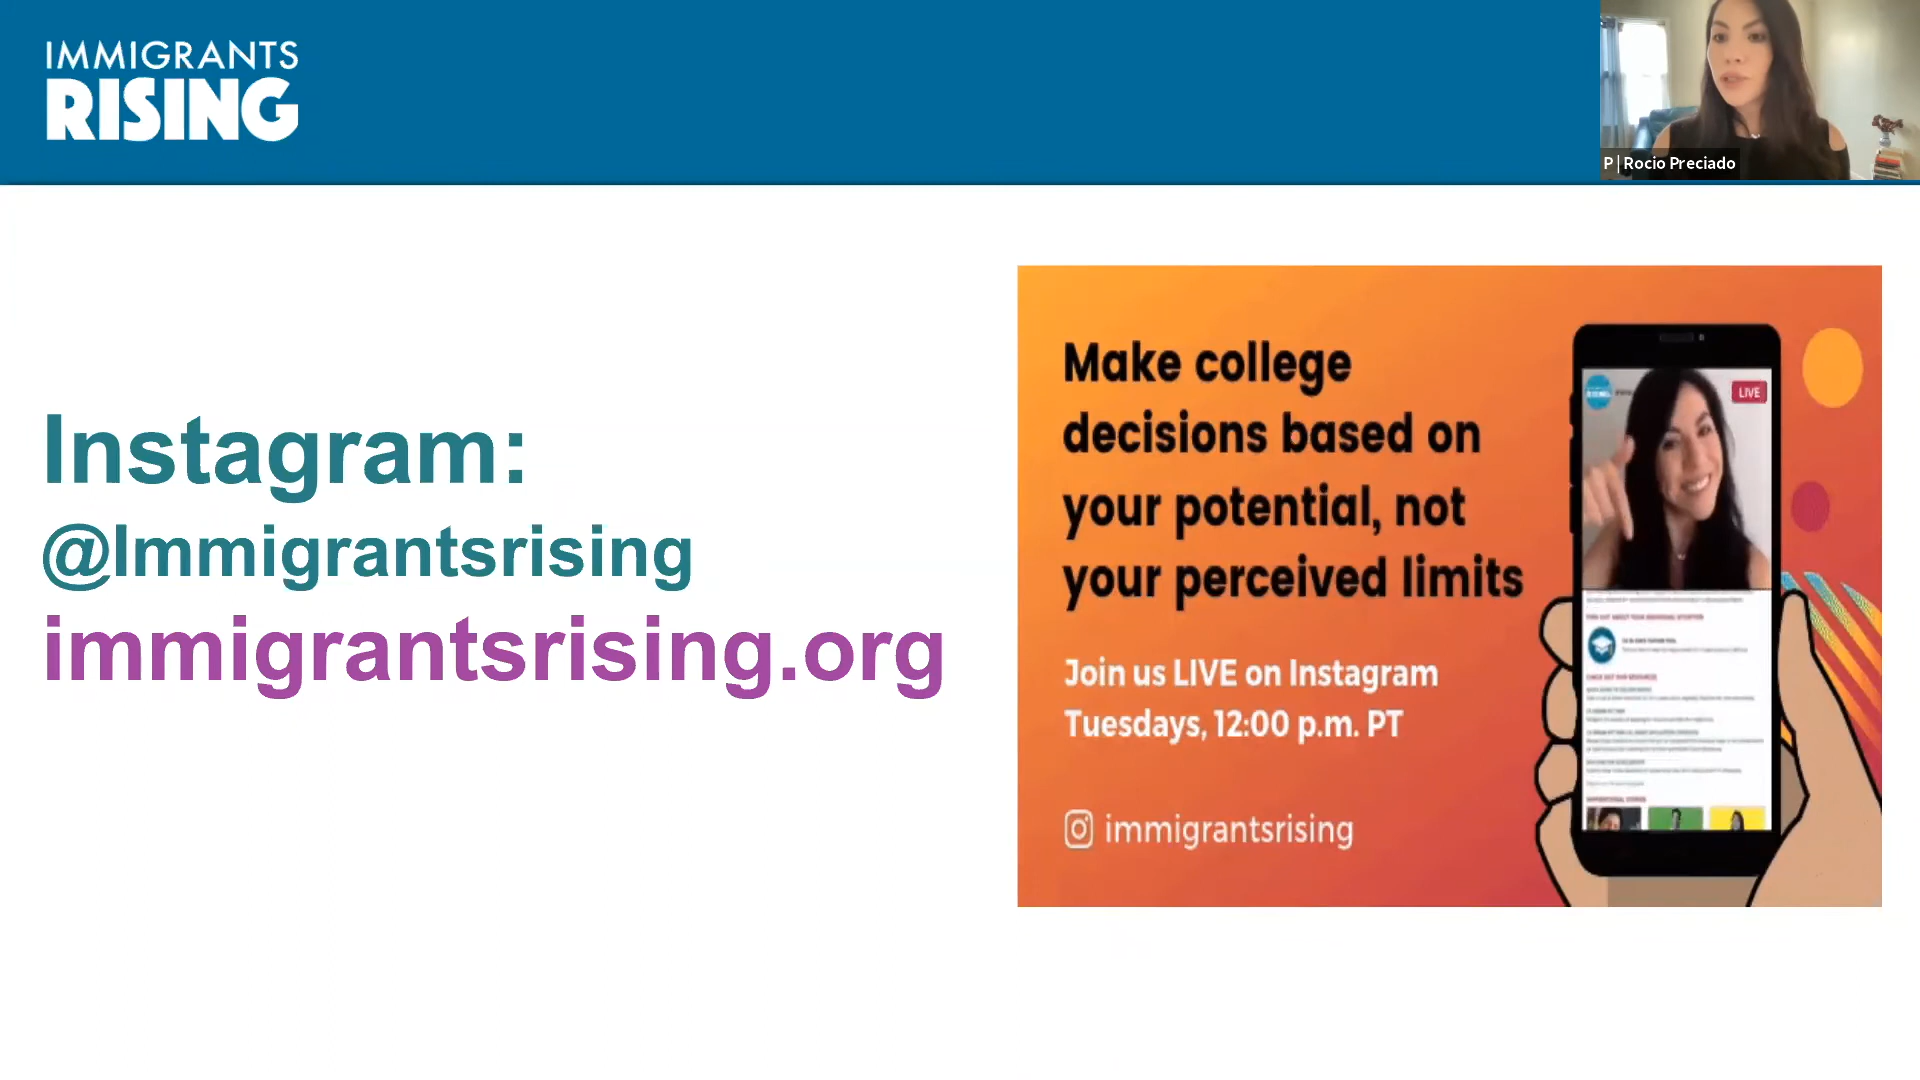 IMMIGRANTS
RISING
P | Rocio Preciado
Instagram:
@Immigrantsrising
immigrantsrising.org
Make college
decisions based on
your potential, not
your perceived limits
Join us LIVE on Instagram
Tuesdays, 12:00 p.m. PT
immigrantsrising
RISING
LIVE